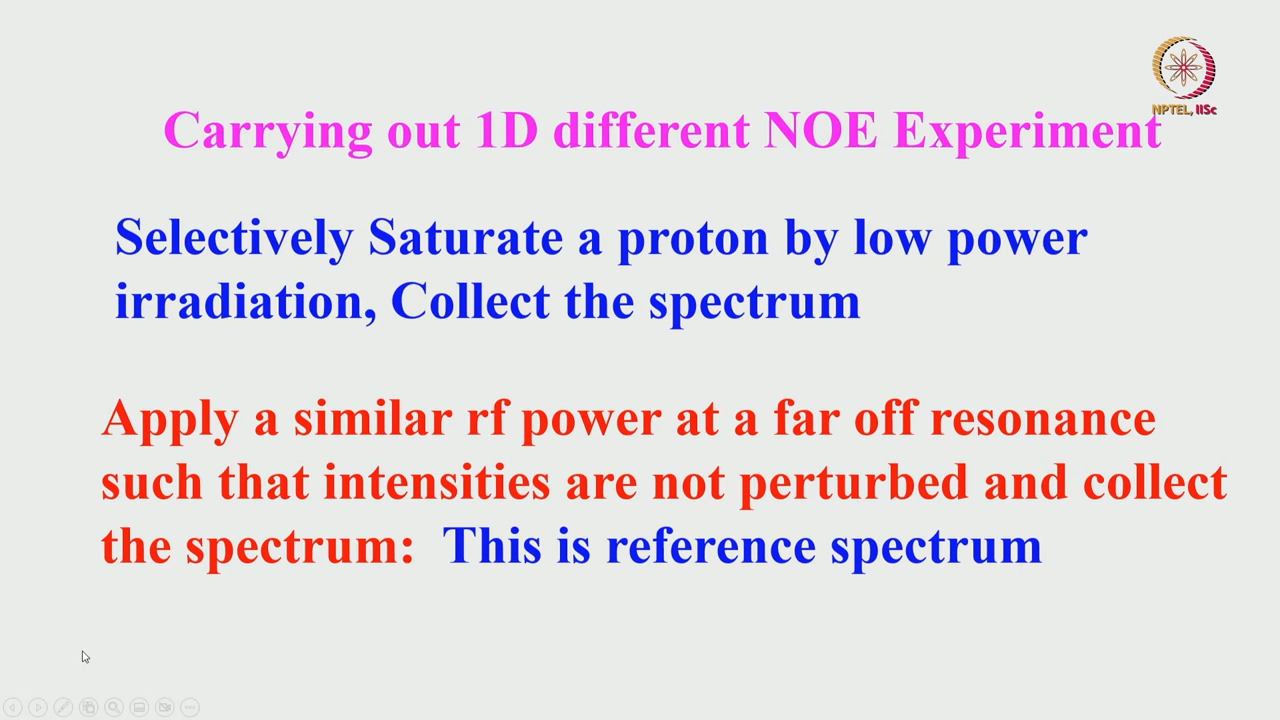 NPTEL, IISc
Carrying out 1D different NOE Experiment
Selectively Saturate a proton by low power
irradiation, Collect the spectrum
Apply a similar rf power at a far off resonance
such that intensities are not perturbed and collect
the spectrum: This is reference spectrum